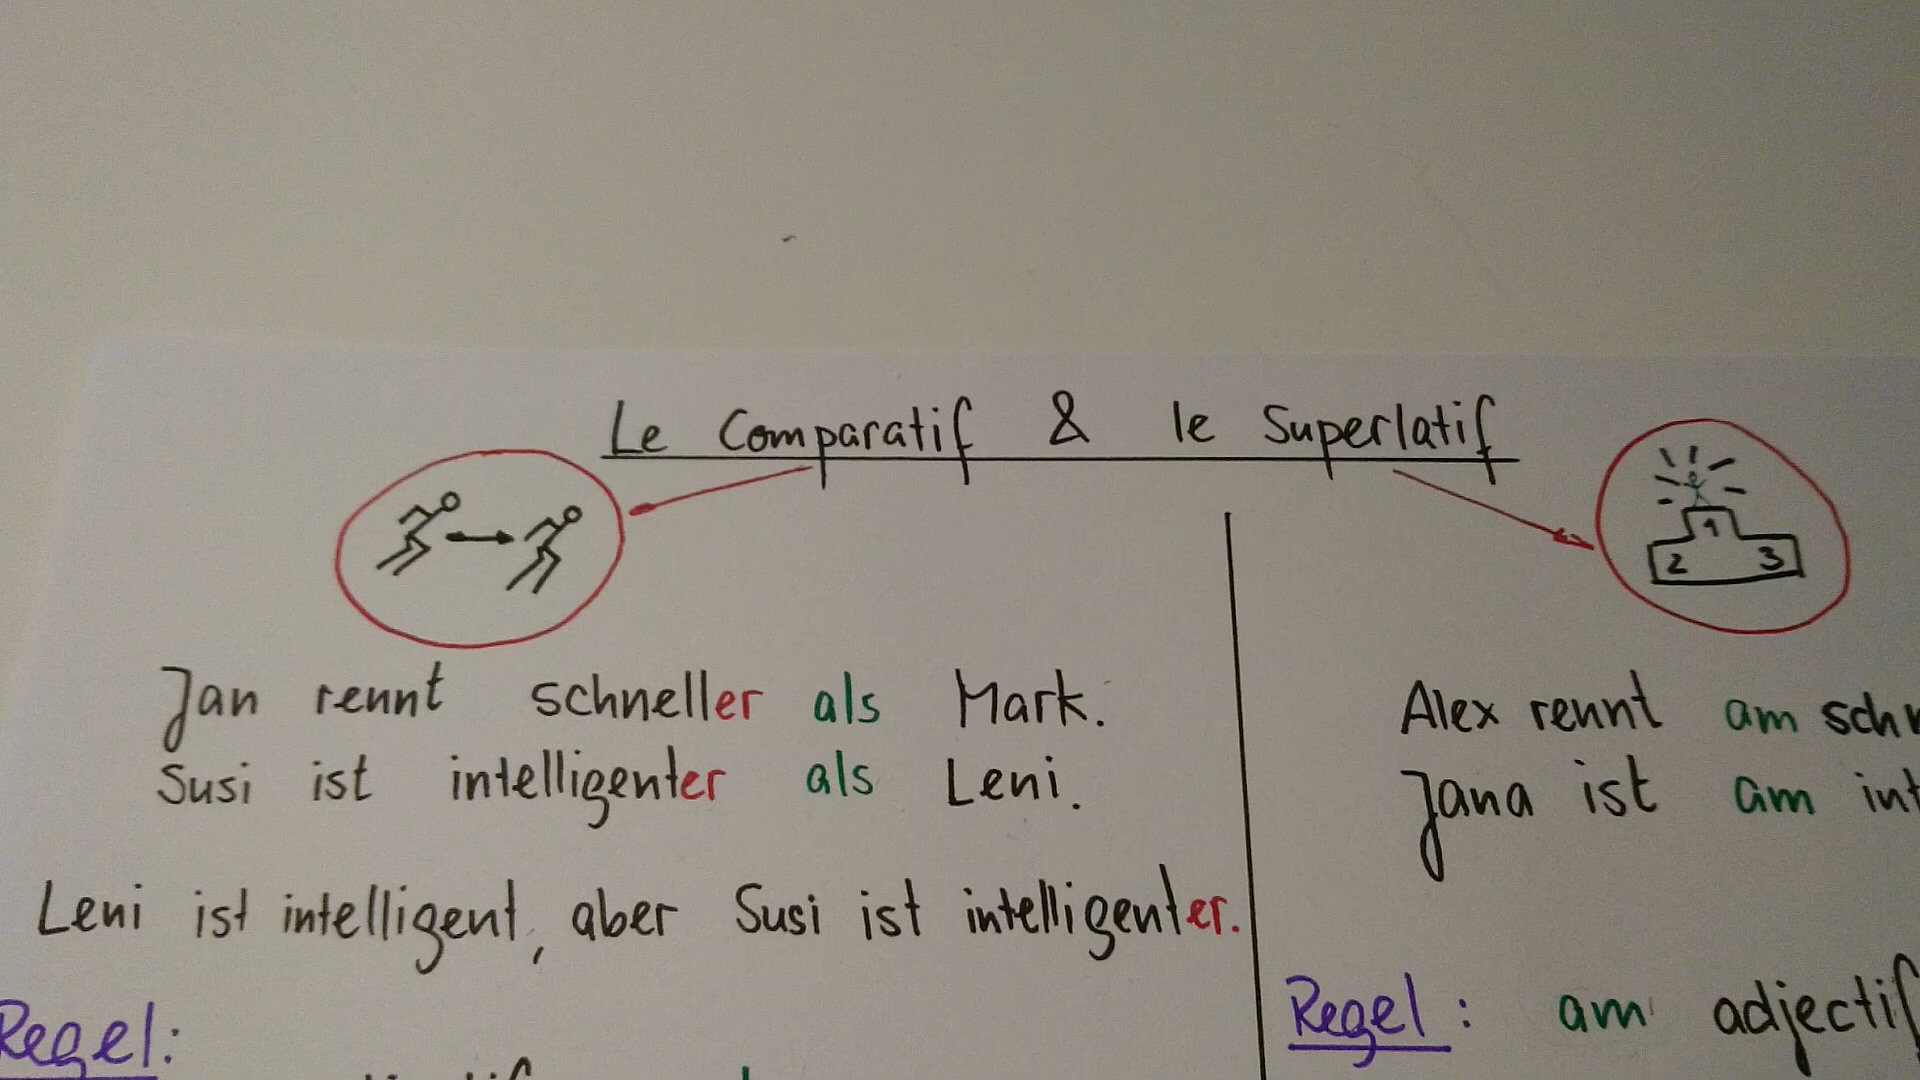 Le Comparatif & le Superlatif
1
2 3
Jan rennt schneller als Mark.
Susi ist intelligenter als Leni.
Leni ist intelligent, aber Susi ist intelligenter.
Regel:
Alex rennt am
Jana ist am
Regel: am adjectif